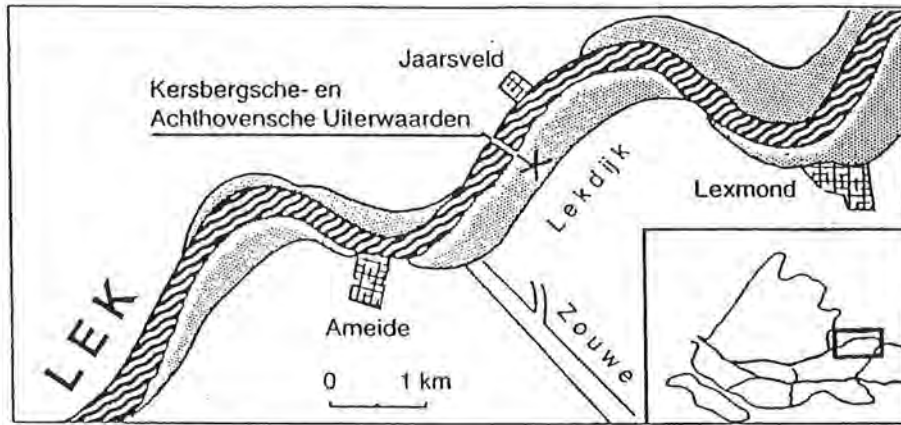 Jaarsveld
Kersbergsche- en
Achthovensche Uiterwaarden
Lekdijk
Lexmond
LEK
Ameide
Zouwe
0 1 km